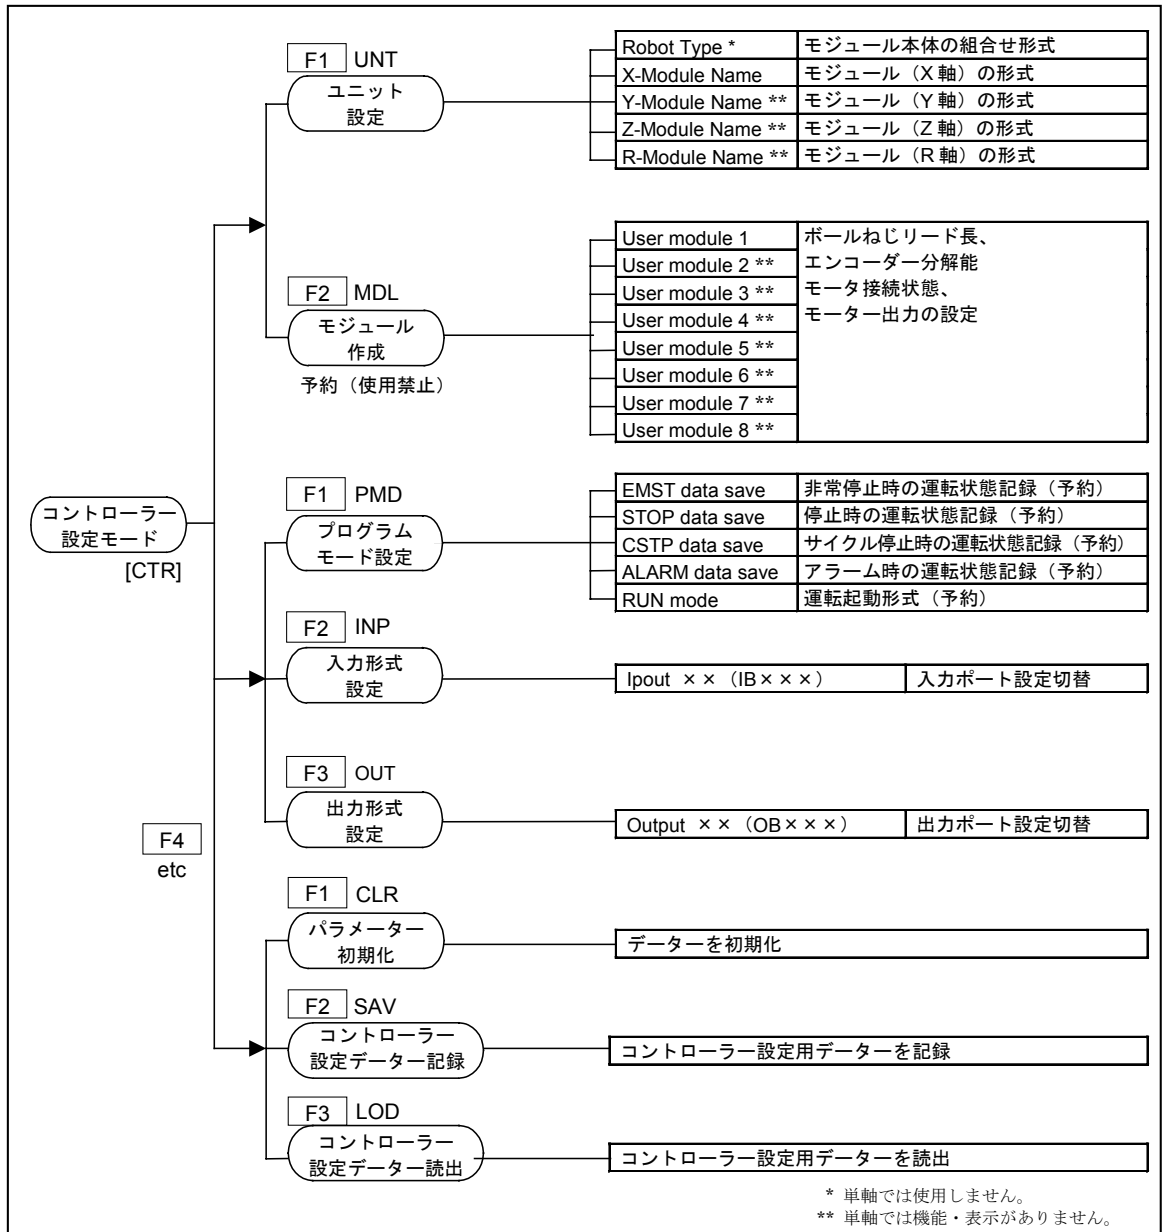 F1 UNT
ユニット
設定
Robot Type * モジュール本体の組合せ形式
X-Module Name モジュール（X 軸）の形式
Y-Module Name ** モジュール（Y 軸）の形式
Z-Module Name ** モジュール（Z 軸）の形式
R-Module Name ** モジュール（R 軸）の形式
F2 MDL
モジュール
作成
予約（使用禁止）
User module 1
User module 2 **
User module 3 **
User module 4 **
User module 5 **
User module 6 **
User module 7 **
User module 8 **
ボールねじリード長、
エンコーダー分解能
モータ接続状態、
モーター出力の設定
コントローラー
設定モード
[CTR]
F1 PMD
プログラム
モード設定
EMST data save 非常停止時の運転状態記録（予約）
STOP data save 停止時の運転状態記録（予約）
CSTP data save サイクル停止時の運転状態記録（予約）
ALARM data save アラーム時の運転状態記録（予約）
RUN mode 運転起動形式（予約）
F2 INP
入力形式
設定
Ipout ××（IB×××） 入力ポート設定切替
F3 OUT
出力形式
設定
Output ××（OB×××） 出力ポート設定切替
F4
etc
F1 CLR
パラメーター
初期化
データーを初期化
F2 SAV
コントローラー
設定データー記録
コントローラー設定用データーを記録
F3 LOD
コントローラー
設定データー読出
コントローラー設定用データーを読出
* 単軸では使用しません。
** 単軸では機能・表示がありません。